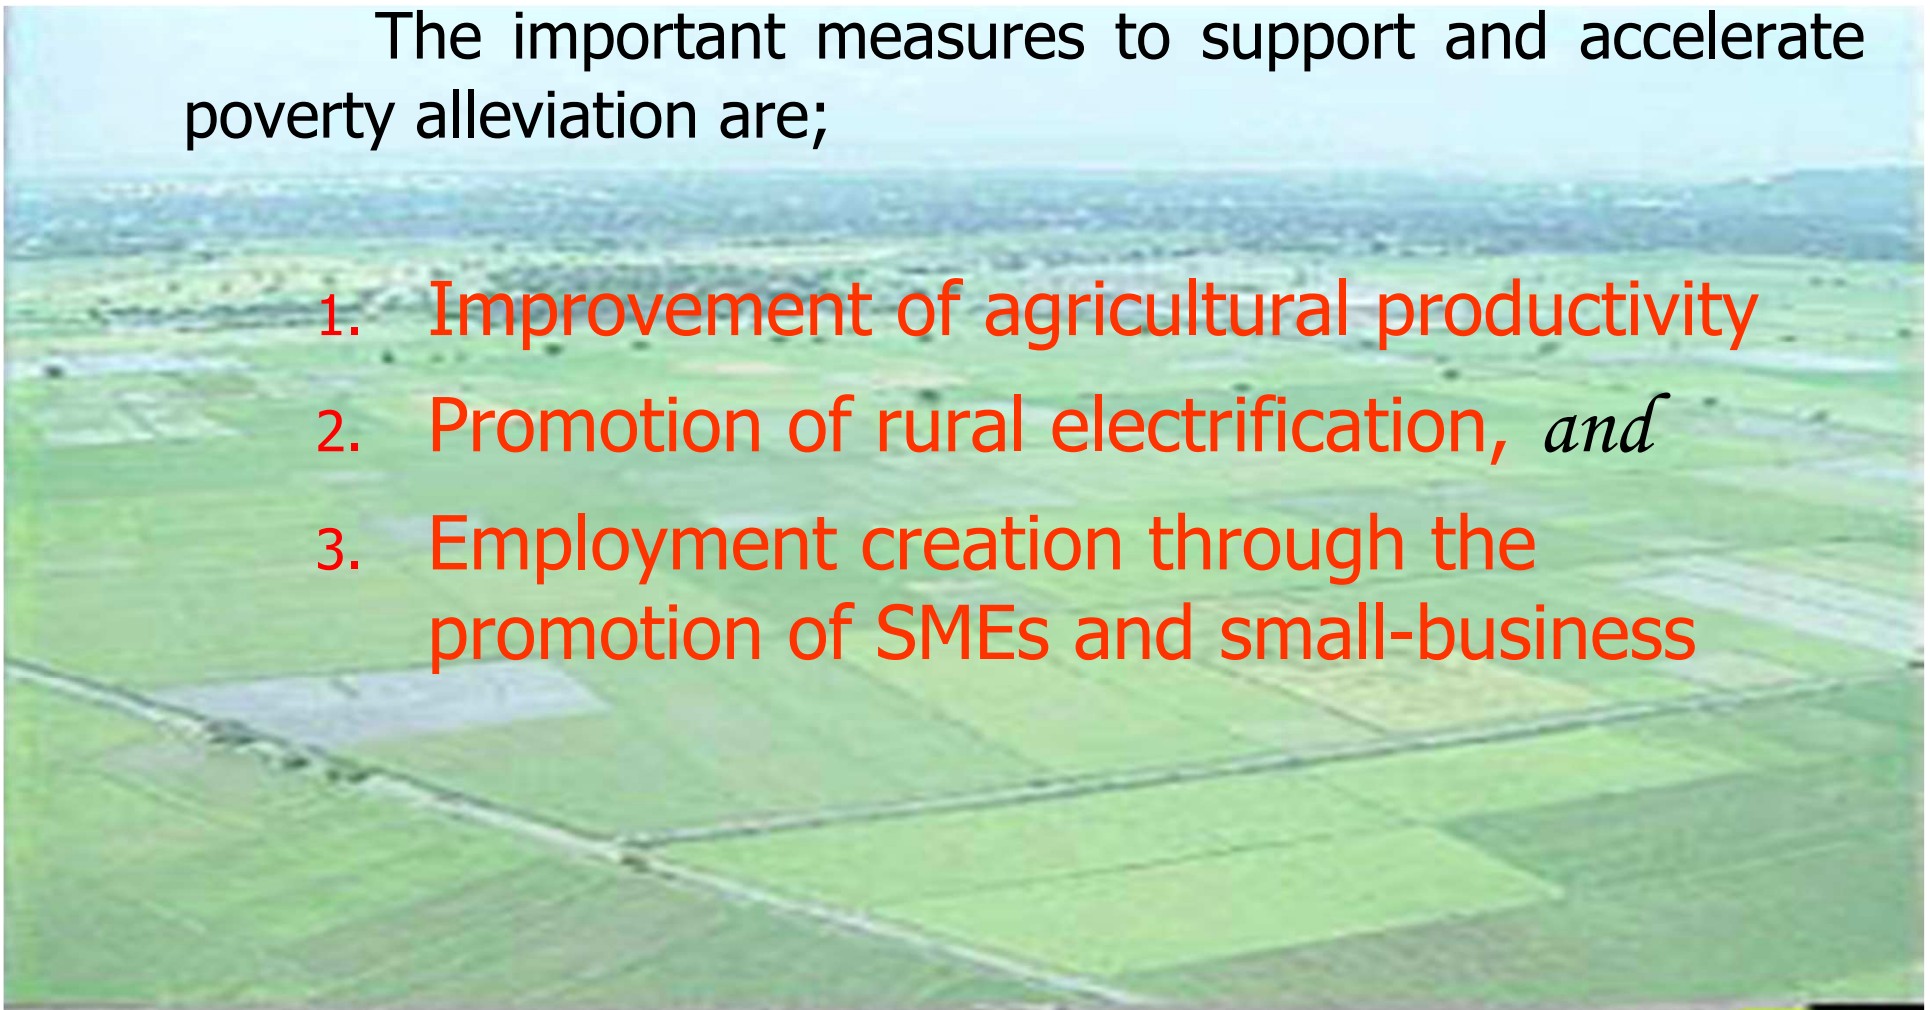 The important measures to support and accelerate
poverty alleviation are;
1. Improvement of agricultural productivity
2. Promotion of rural electrification, and
3. Employment creation through the
promotion of SMEs and small-business